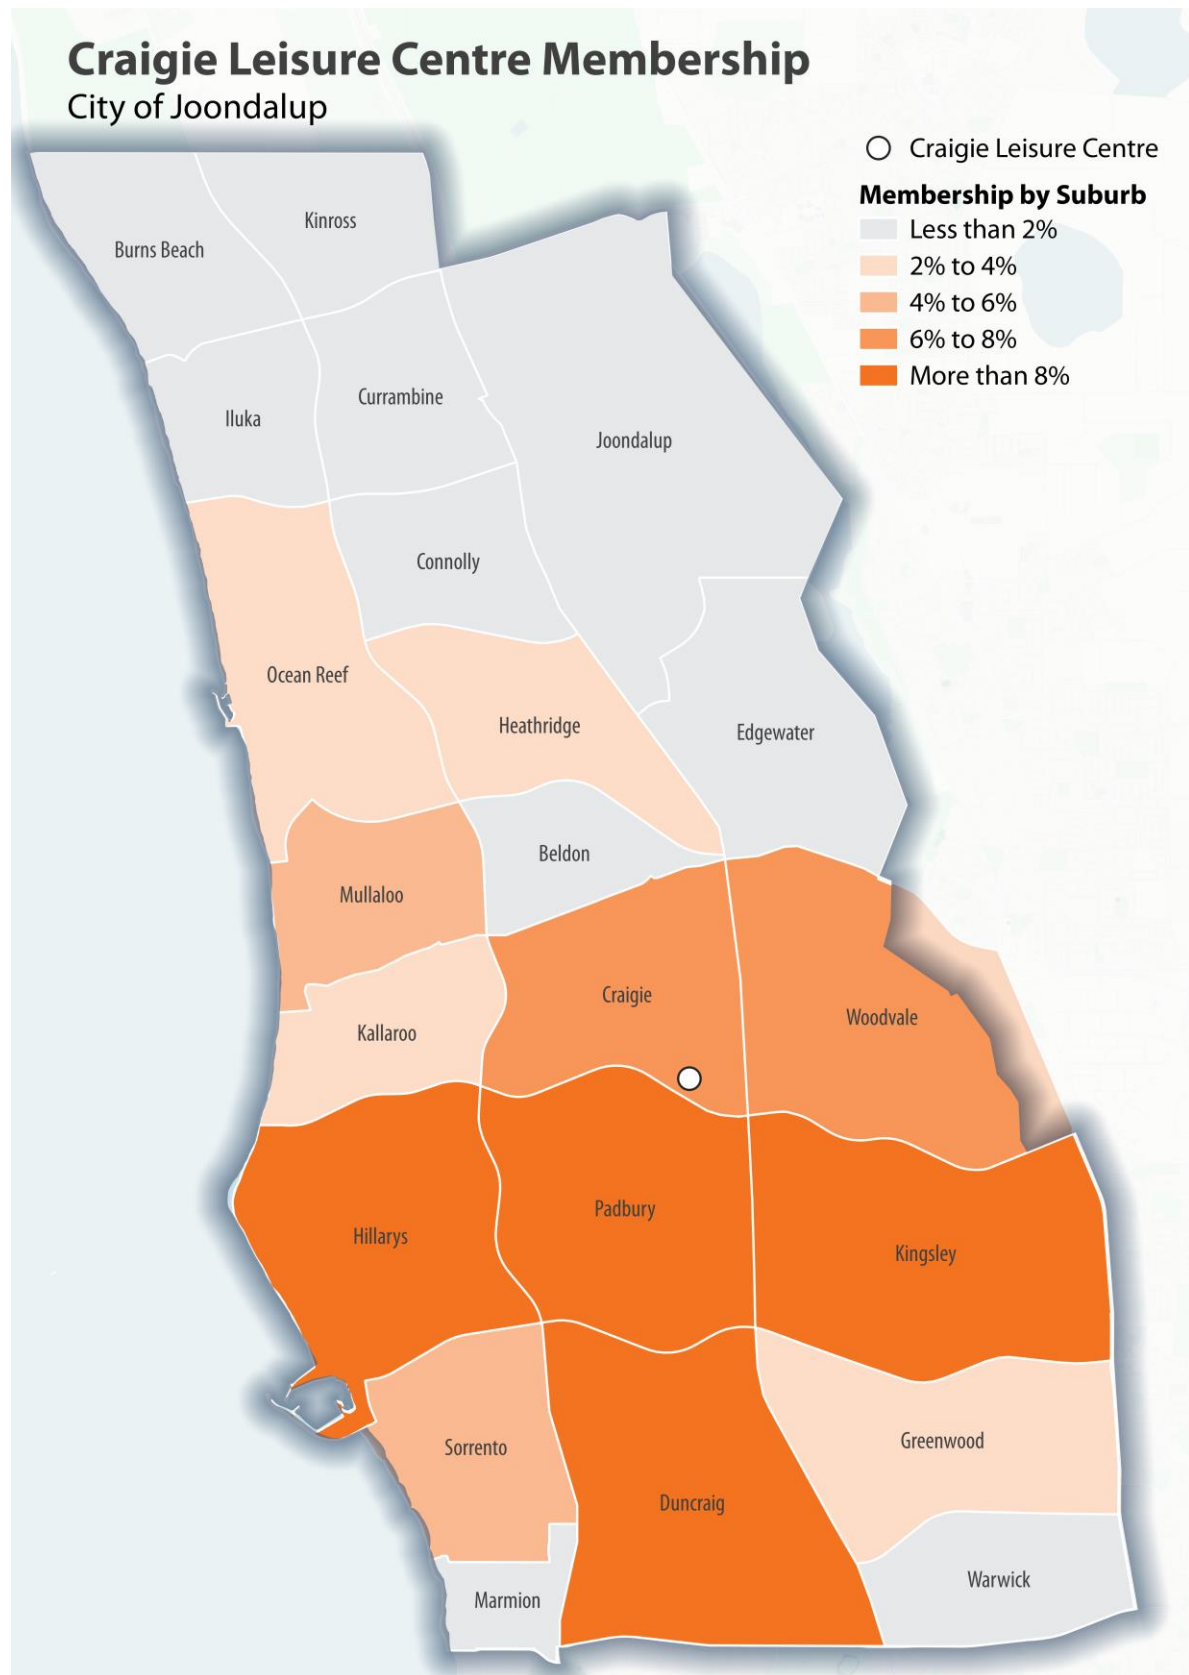 Craigie Leisure Centre Membership
City of Joondalup
Craigie Leisure Centre
Membership by Suburb
Less than 2%
2% to 4%
4% to 6%
6% to 8%
More than 8%
Kinross
Burns Beach
Currambine
Iluka
Joondalup
Connolly
Ocean Reef
Heathridge
Edgewater
Beldon
Mullaloo
Craigie
Woodvale
Kallaroo
Padbury
Hillarys
Kingsley
Greenwood
Sorrento
Duncraig
Warwick
Marmion